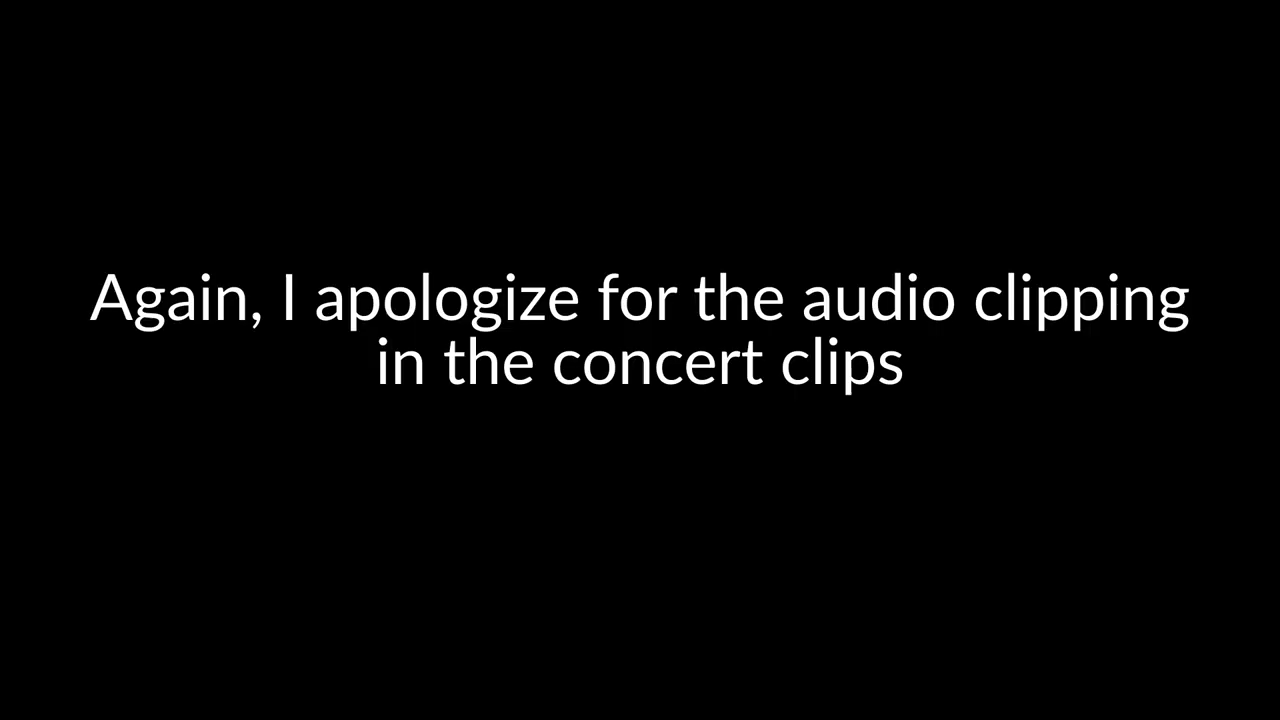 Again, I apologize for the audio clipping
in the concert clips